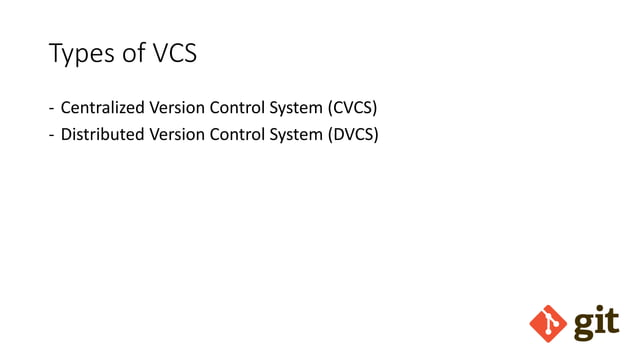 Types of VCS
- Centralized Version Control System (CVCS)
- Distributed Version Control System (DVCS)
git